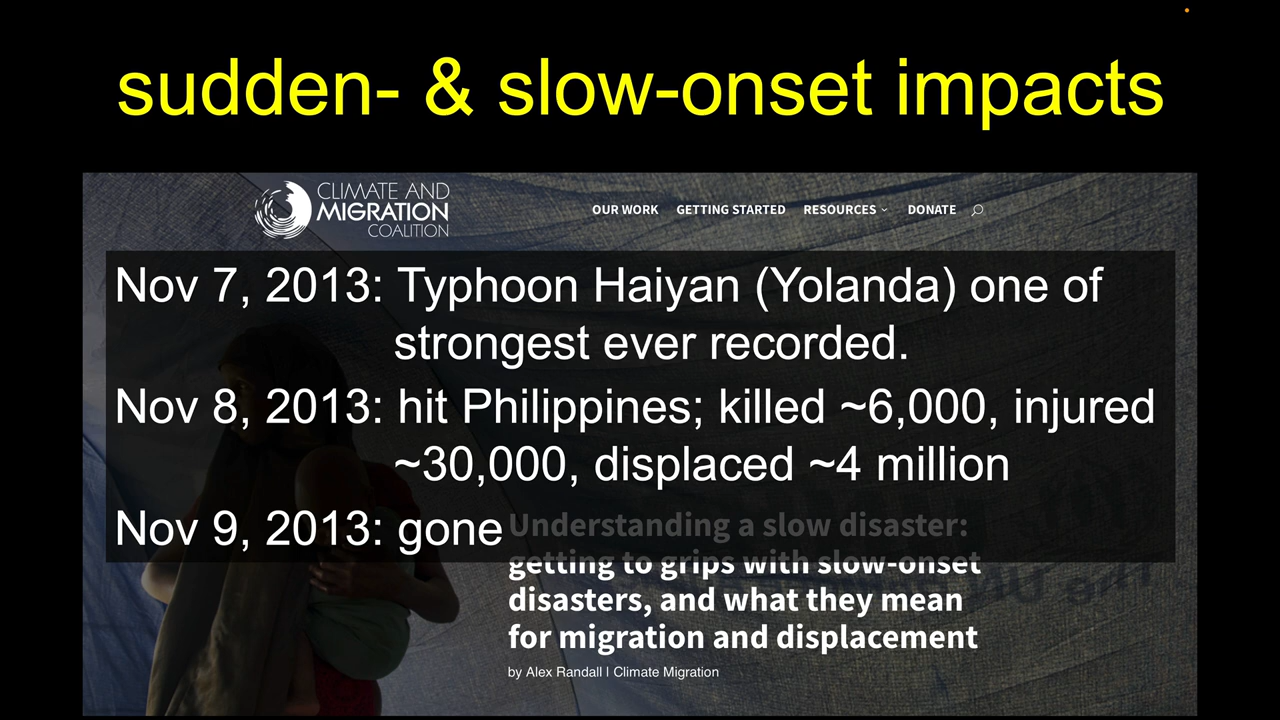 sudden- & slow-onset impacts
CLIMATE AND
MIGRATION
COALITION
OUR WORK GETTING STARTED RESOURCES DONATE
Nov 7, 2013: Typhoon Haiyan (Yolanda) one of
strongest ever recorded.
Nov 8, 2013: hit Philippines; killed ~6,000, injured
~30,000, displaced ~4 million
Nov 9, 2013: gone
Understanding a slow disaster:
getting to grips with slow-onset
disasters, and what they mean
for migration and displacement
by Alex Randall | Climate Migration